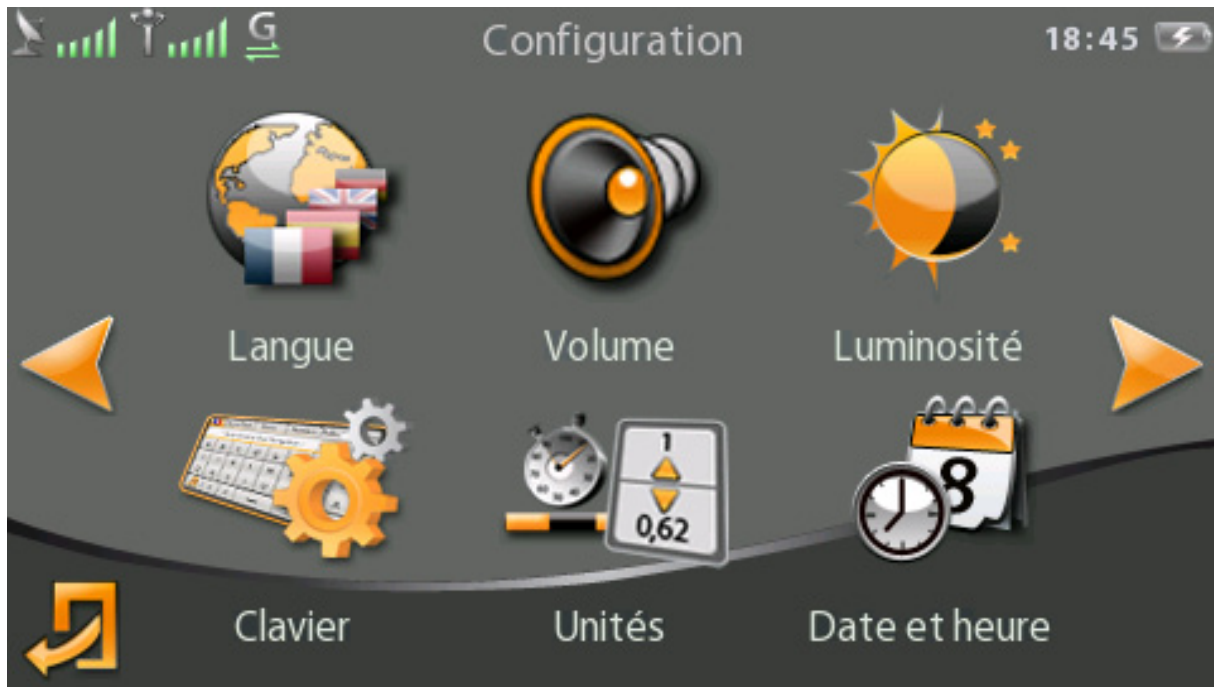 G Configuration 18:45
Langue Volume Luminosité
1
8
0,62
Clavier Unités Date et heure